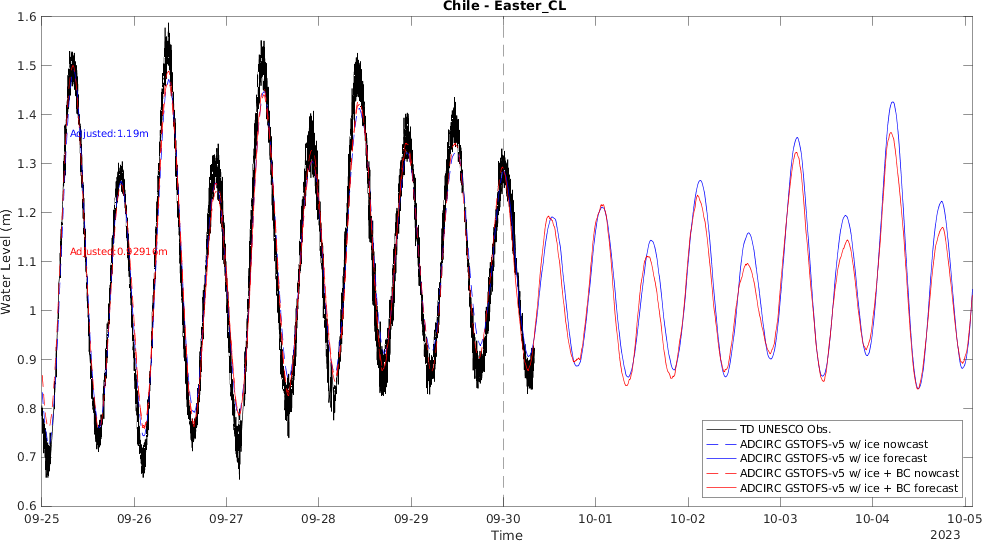 Chile - Easter_CL
1.6
1.5
1.4
1.3
1.2
1.1
1
0.9
0.8
0.7
0.6
Water Level (m)
Adjusted:1.19m
Adjusted:0.92916m
TD UNESCO Obs.
ADCIRC GSTOFS-v5 w/ ice nowcast
ADCIRC GSTOFS-v5 w/ ice forecast
ADCIRC GSTOFS-v5 w/ ice + BC nowcast
ADCIRC GSTOFS-v5 w/ ice + BC forecast
09-25 09-26 09-27 09-28 09-29 09-30 10-01 10-02 10-03 10-04 10-05
Time
2023